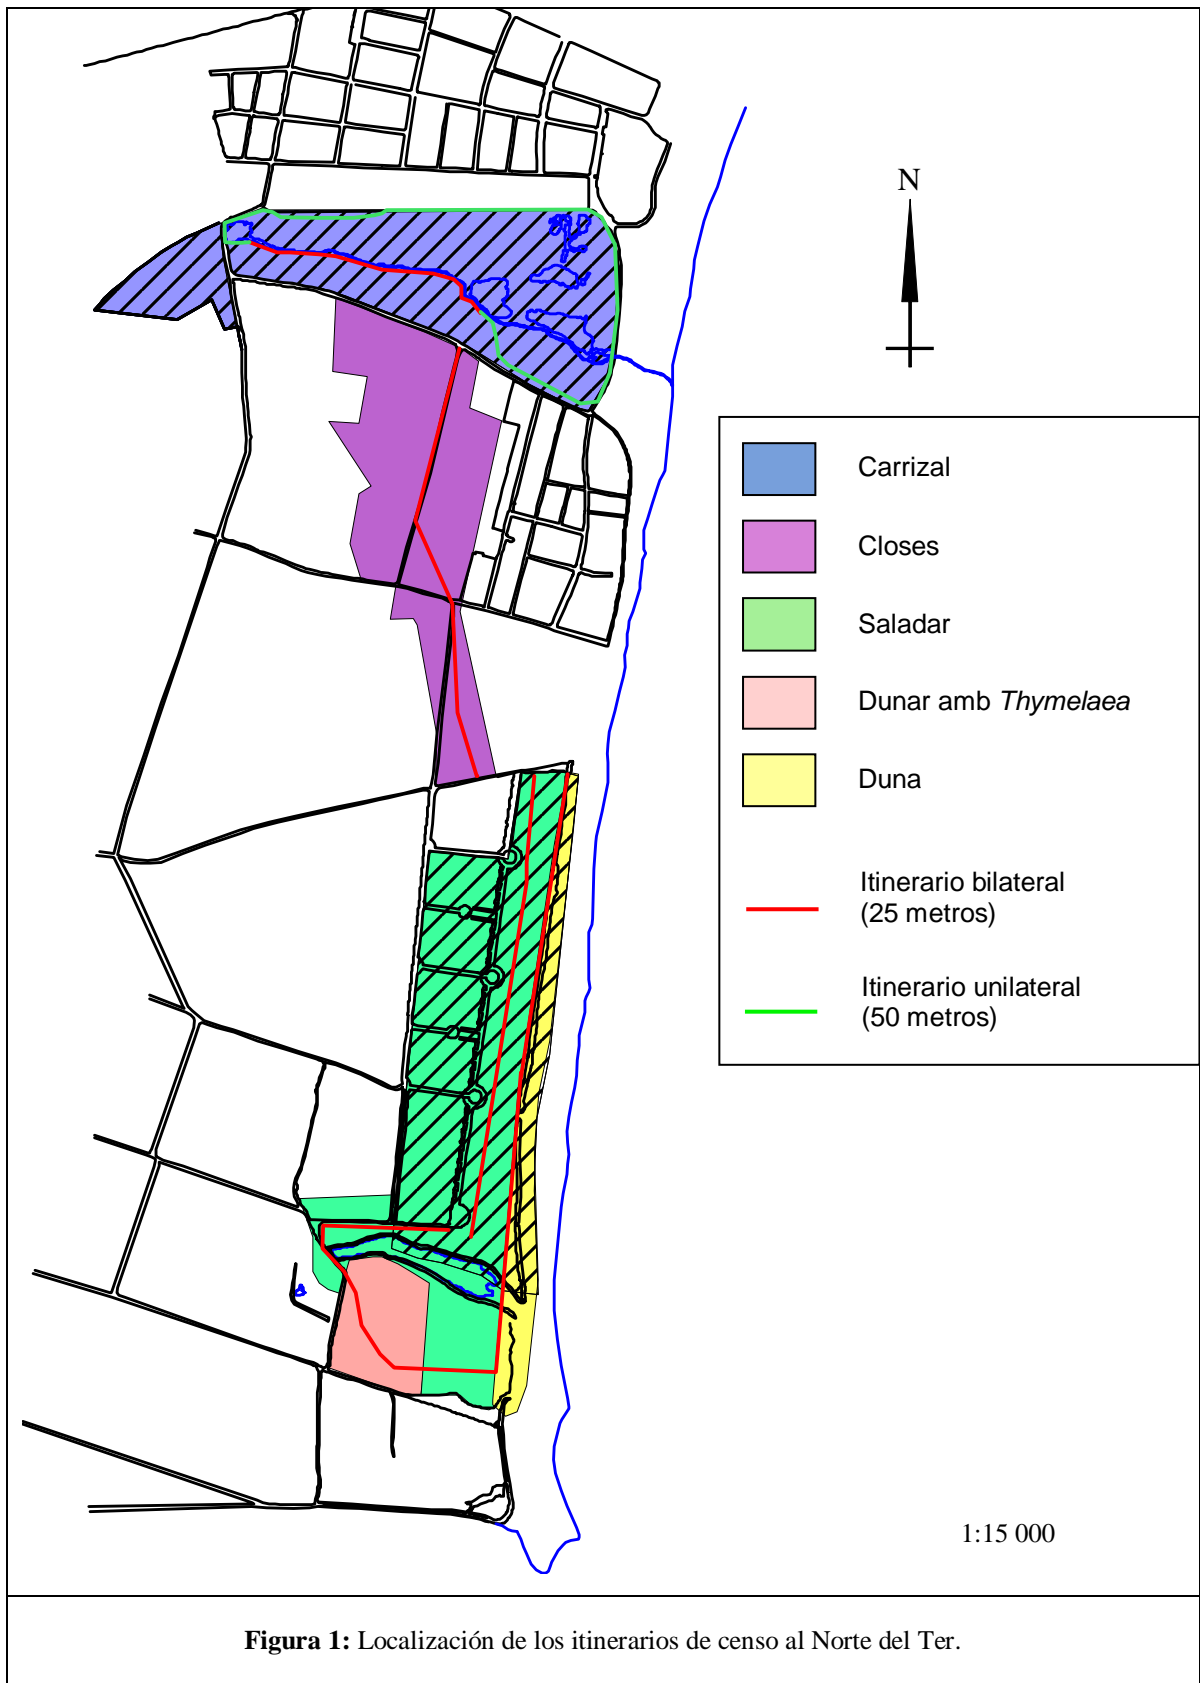 N
Carrizal
Closes
Saladar
Dunar amb Thymelaea
Duna
Itinerario bilateral
(25 metros)
Itinerario unilateral
(50 metros)
1:15 000
Figura 1: Localización de los itinerarios de censo al Norte del Ter.